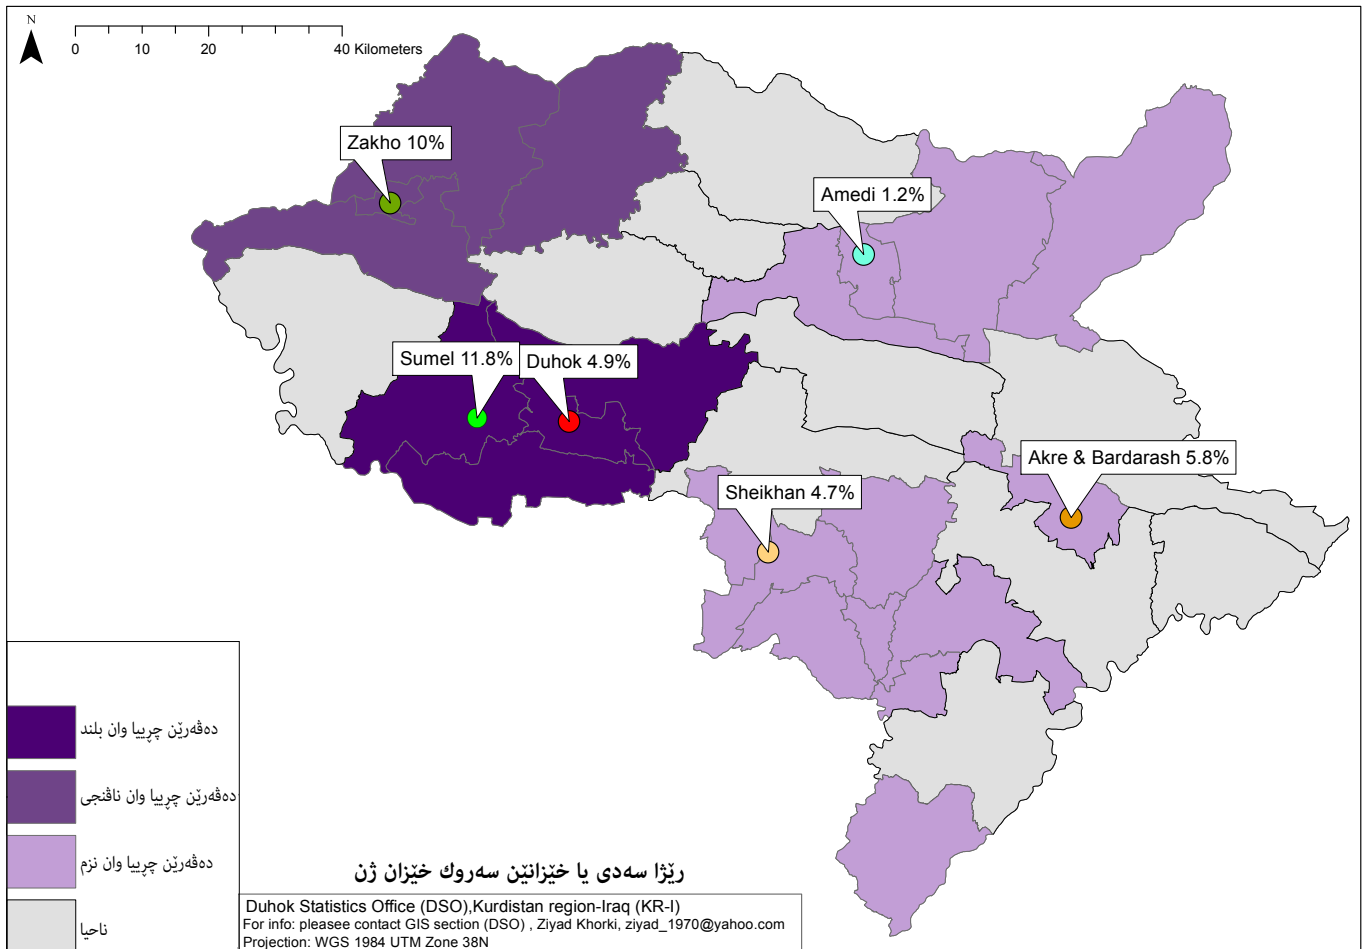 N
0 10 20 40 Kilometers
Zakho 10%
Amedi 1.2%
Sumel 11.8%
Duhok 4.9%
Akre & Bardarash 5.8%
Sheikhan 4.7%
دەڤەرێن چڕییا وان بلند
دەڤەرێن چڕییا وان ناڤنجی
دەڤەرێن چڕییا وان نزم
ناحیا
رێژا سەدی یا خێزانێن سەروك خێزان ژن
Duhok Statistics Office (DSO),Kurdistan region-Iraq (KR-I)
For info: pleasee contact GIS section (DSO) , Ziyad Khorki, ziyad_1970@yahoo.com
Projection: WGS 1984 UTM Zone 38N